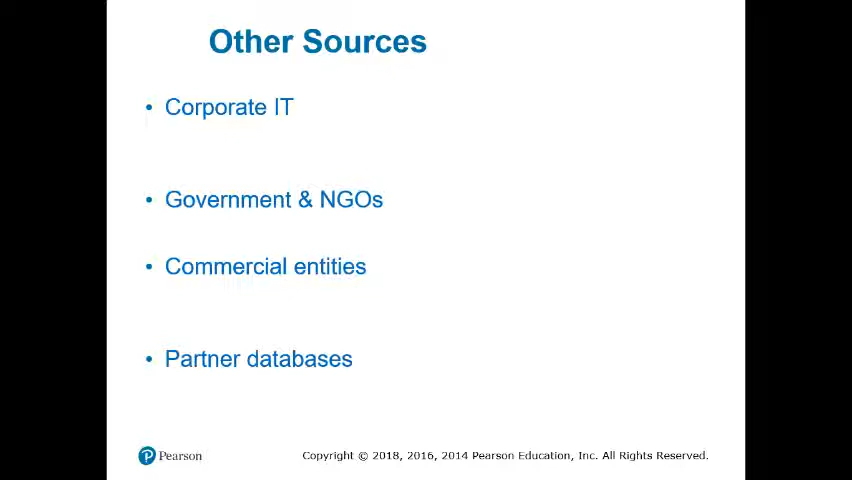 Other Sources
• Corporate IT
• Government & NGOs
• Commercial entities
• Partner databases
Pearson
Copyright © 2018, 2016, 2014 Pearson Education, Inc. All Rights Reserved.